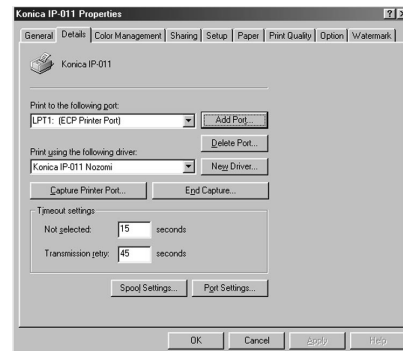 Konica IP-011 Properties
General Details Color Management Sharing Setup Paper Print Quality Option Watermark
Konica IP-011
Print to the following port:
LPT1: (ECP Printer Port) Add Port...
Delete Port...
Print using the following driver:
Konica IP-011 Nozomi New Driver...
Capture Printer Port... End Capture...
Timeout settings
Not selected: 15 seconds
Transmission retry: 45 seconds
Spool Settings... Port Settings...
OK Cancel Apply Help